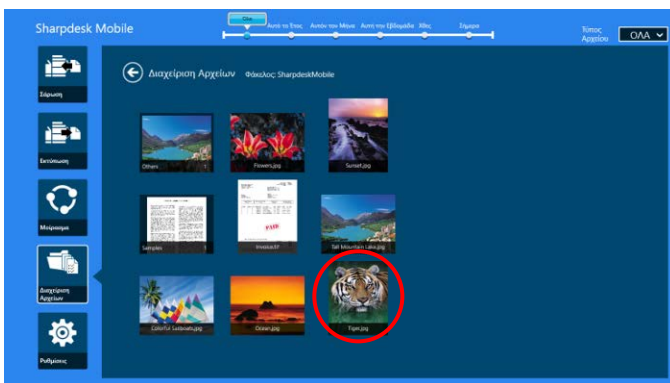 Sharpdesk Mobile
Όλα Αυτό το Έτος Αυτόν τον Μήνα Αυτή την Εβδομάδα Χθες Σήμερα
Τύπος
Αρχείου
ΟΛΑ
Σάρωση
Εκτύπωση
Μοίρασμα
Διαχείριση
Αρχείων
Ρυθμίσεις
Διαχείριση Αρχείων Φάκελος: SharpdeskMobile
Others Flowers.jpg Sunset.jpg
PAID
Samples Invoice.tif Tall Mountain Lake.jpg
Colorful Sailboats.jpg Ocean.jpg Tiger.jpg